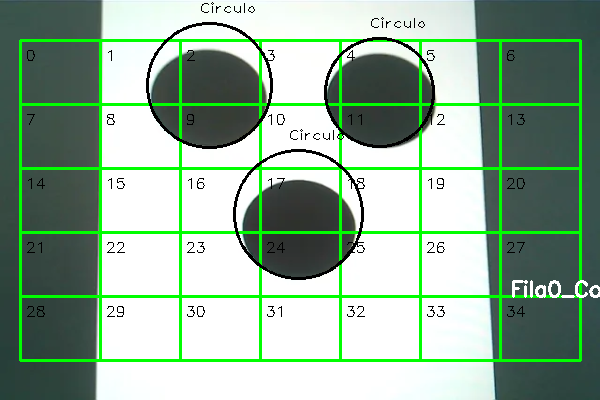 Circulo
Circulo
0 1 2 3 4 5 6
7 8 9 10 11 12 13
Circulo
14 15 16 17 18 19 20
21 22 23 24 25 26 27
Fila0_Co
28 29 30 31 32 33 34